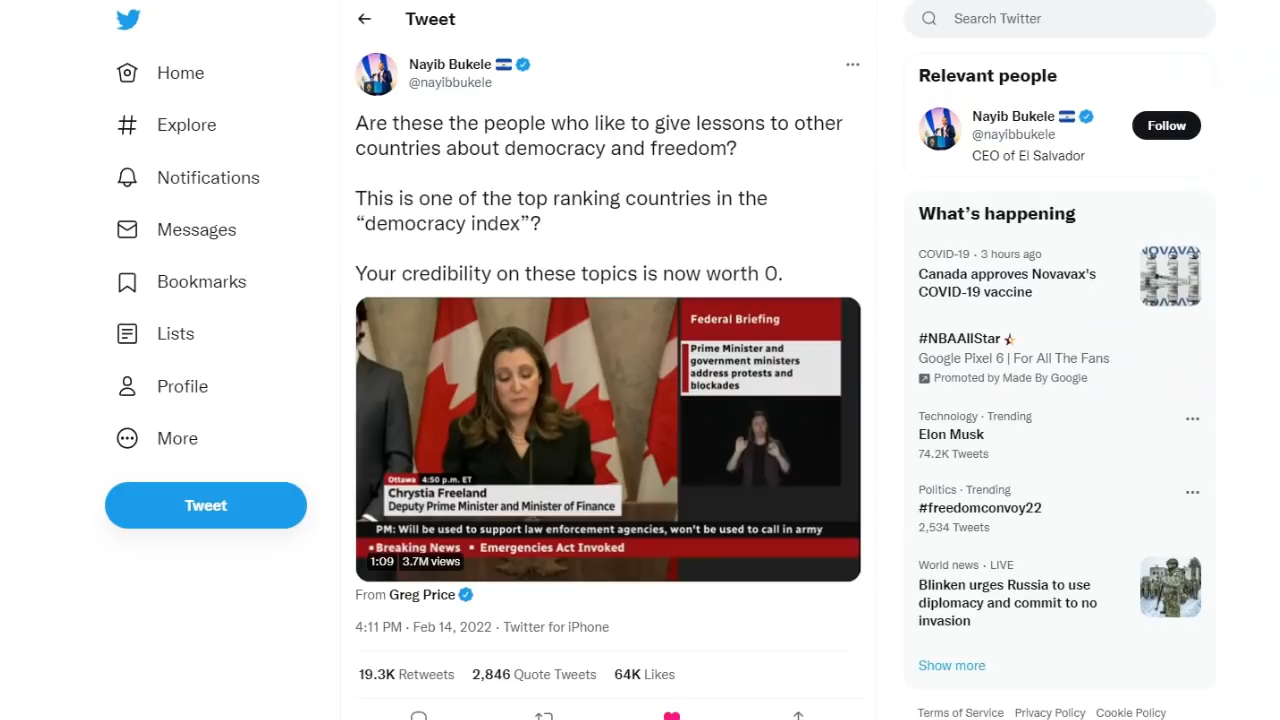 Tweet
Search Twitter
Home
Explore
Notifications
Messages
Bookmarks
Lists
Profile
More
Tweet
Nayib Bukele
@nayibbukele
Are these the people who like to give lessons to other
countries about democracy and freedom?
This is one of the top ranking countries in the
“democracy index”?
Your credibility on these topics is now worth 0.
Federal Briefing
Prime Minister and
government ministers
address protests and
blockades
Ottawa 4:50 p.m. ET
Chrystia Freeland
Deputy Prime Minister and Minister of Finance
PM: Will be used to support law enforcement agencies, won't be used to call in army
▪Breaking News ▪ Emergencies Act Invoked
1:09 3.7M views
From Greg Price
4:11 PM · Feb 14, 2022 · Twitter for iPhone
19.3K Retweets 2,846 Quote Tweets 64K Likes
Relevant people
Nayib Bukele
@nayibbukele
Follow
CEO of El Salvador
What’s happening
COVID-19 · 3 hours ago
Canada approves Novavax's
COVID-19 vaccine
NOVAVAX
#NBAAllStar
Google Pixel 6 | For All The Fans
Promoted by Made By Google
Technology · Trending
Elon Musk
74.2K Tweets
Politics · Trending
#freedomconvoy22
2,534 Tweets
World news · LIVE
Blinken urges Russia to use
diplomacy and commit to no
invasion
Show more
Terms of Service Privacy Policy Cookie Policy